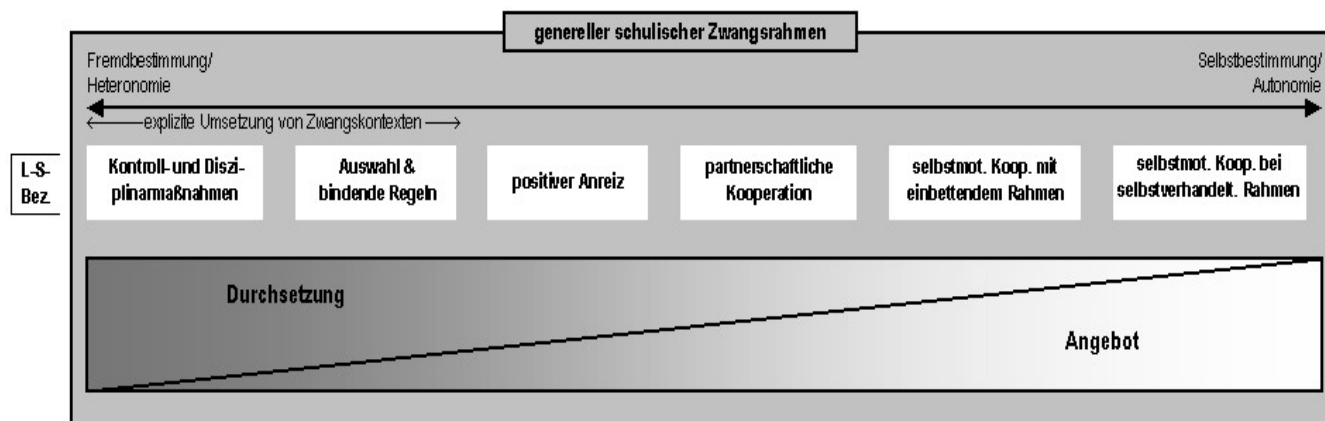 genereller schulischer Zwangsrahmen
Fremdbestimmung/
Heteronomie
Selbstbestimmung/
Autonomie
explizite Umsetzung von Zwangskontexten
L-S-
Bez.
Kontroll-und Diszi-
plinarmaßnahmen
Auswahl &
bindende Regeln
positiver Anreiz
partnerschaftliche
Kooperation
selbstmot. Koop. mit
einbettendem Rahmen
selbstmot. Koop. bei
selbstverhandelt. Rahmen
Durchsetzung
Angebot